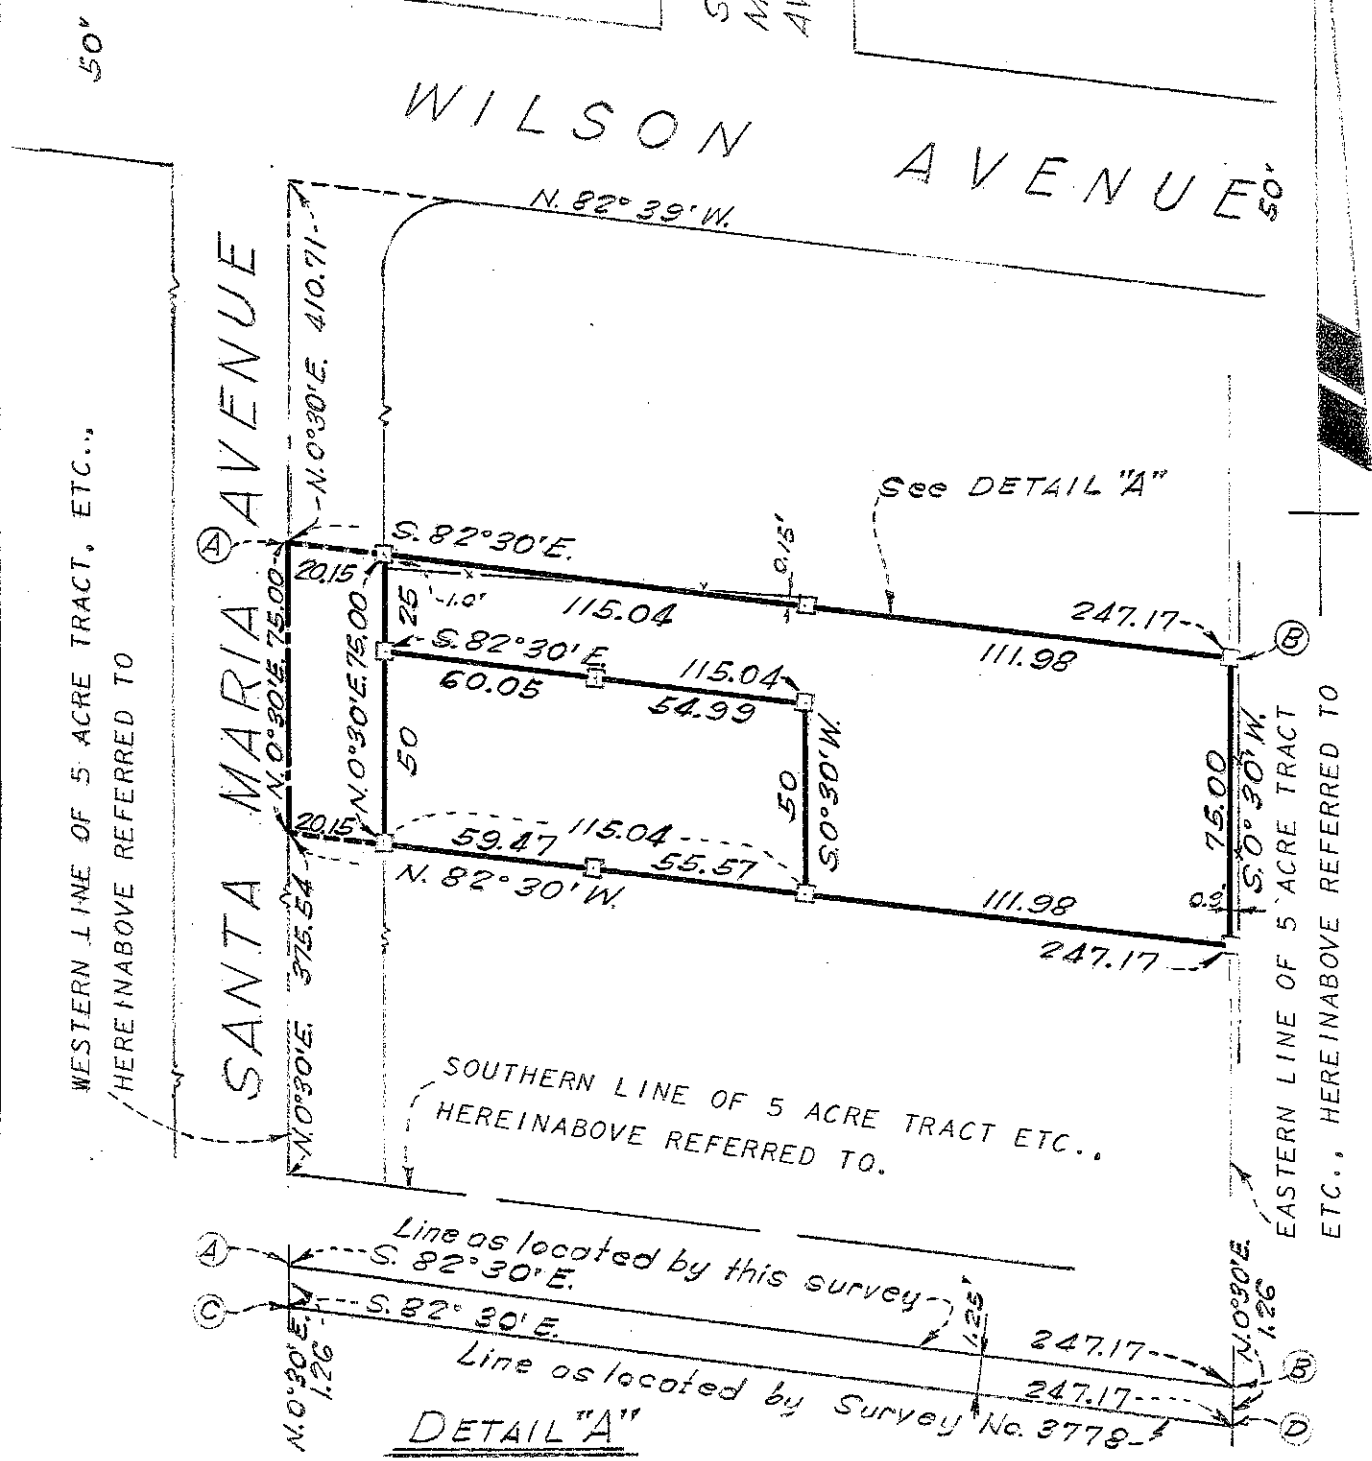 50'
WILSON AVENUE
50'
N. 82° 39' W.
N.0°30'E. 410.71
SANTA MARIA AVENUE
WESTERN LINE OF 5 ACRE TRACT, ETC..,
HEREINABOVE REFERRED TO
See DETAIL "A"
A
S. 82°30'E.
0.15'
20.15
1.0'
25
115.04
247.17
B
111.98
N.0°30'E. 75.00
N.0°30'E. 75.00
S.82°30'E.
60.05
115.04
54.99
50
50
S.0°30'W.
75.00
S.0°30'W.
20.15
59.47
115.04
55.57
N. 82°30'W.
111.98
247.17
N.0°30'E. 375.54
EASTERN LINE OF 5 ACRE TRACT
ETC.., HEREINABOVE REFERRED TO
SOUTHERN LINE OF 5 ACRE TRACT ETC..,
HEREINABOVE REFERRED TO.
A
Line as located by this survey
S. 82°30'E.
C
S. 82° 30' E.
1.25'
247.17
N.0°30'E.
1.26
N.0°30'E.
1.26
Line as located by Survey No. 3778
247.17
B
D
DETAIL "A"